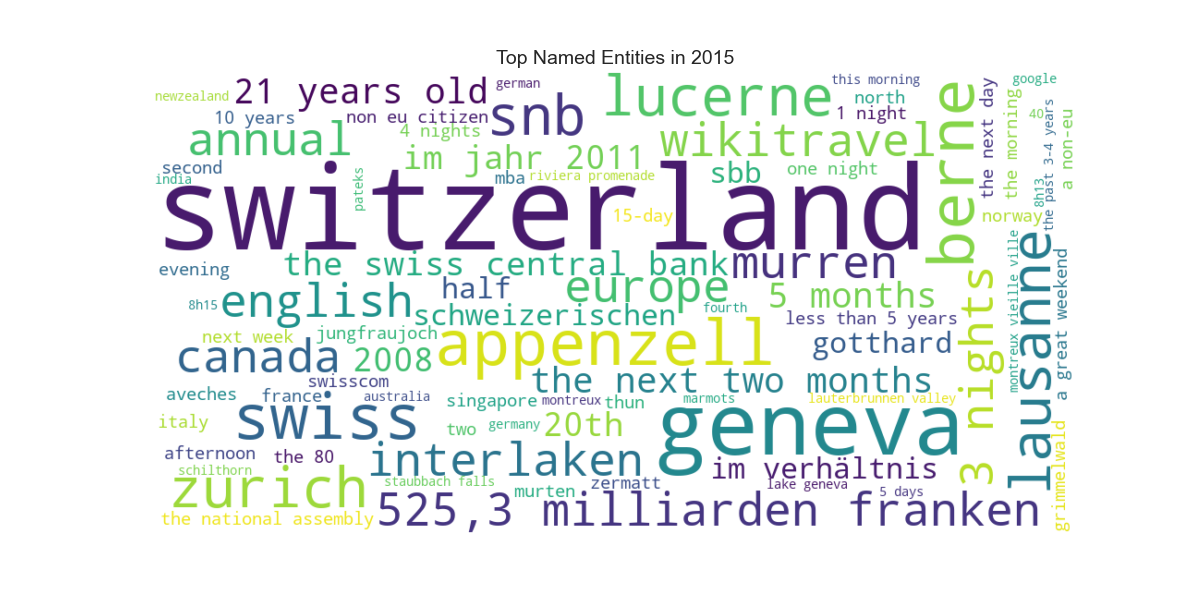 Top Named Entities in 2015
newzealand
21 years old
german
lucerne
this morning
google
10 years
non eu citizen
snb
north
1 night
the next day
the morning
40
the past 3-4 years
a non-eu
annual
4 nights
im jahr 2011
wikitravel
berne
second
india
pateks
mba
riviera promenade
sbb
one night
8h13
switzerland
15-day
norway
evening
the swiss central bank
murren
lausanne
montreux vieille ville
a great weekend
8h15
english
half
europe
5 months
schweizerischen
fourth
less than 5 years
3 nights
next week
jungfraujoch
canada
2008
appenzell
gotthard
swisscom
the next two months
aveches
france
australia
singapore
montreux
thun
marmots
lauterbrunnen valley
italy
swiss
two
germany
20th
geneva
afternoon
the 80
interlaken
im verhältnis
grimmelwald
schilthorn
zurich
staubbach falls
murten
zermatt
lake geneva
5 days
the national assembly
525,3 milliarden franken